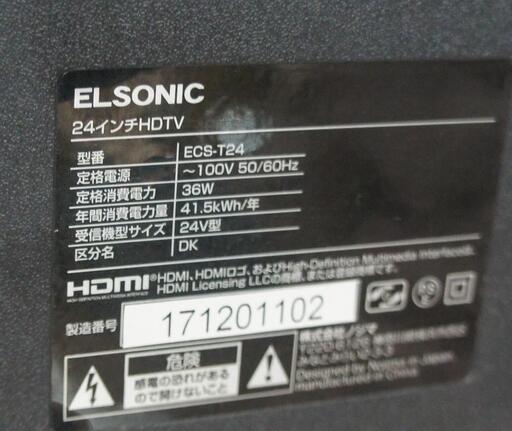 ELSONIC
24インチHDTV
型番 ECS-T24
定格電源 ～100V 50/60Hz
定格消費電力 36W
年間消費電力量 41.5kWh/年
受信機型サイズ 24V型
区分名 DK
HDMI HDMI、HDMIロゴ、およびHigh-Definition Multimedia Interfaceは、
HIGH-DEFINITION MULTIMEDIA INTERFACE HDMI Licensing LLCの商標、または登録商標です。
製造番号 171201102
危険
感電の恐れがあるの
で開けないこと
株式会社ノジマ
Designed by Nojima in Japan,
manufactured in China.